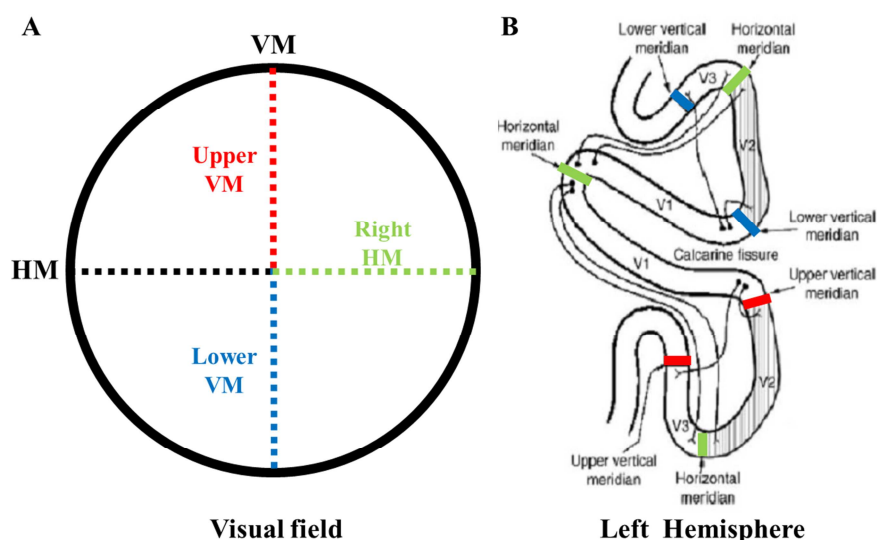 A
VM
Upper
VM
Right
HM
HM
Lower
VM
Visual field
B
Lower vertical
meridian
Horizontal
meridian
V3
Horizontal
meridian
V2
V1
Lower vertical
meridian
Calcarine fissure
V1
Upper vertical
meridian
V2
V3
Upper vertical
meridian
Horizontal
meridian
Left Hemisphere